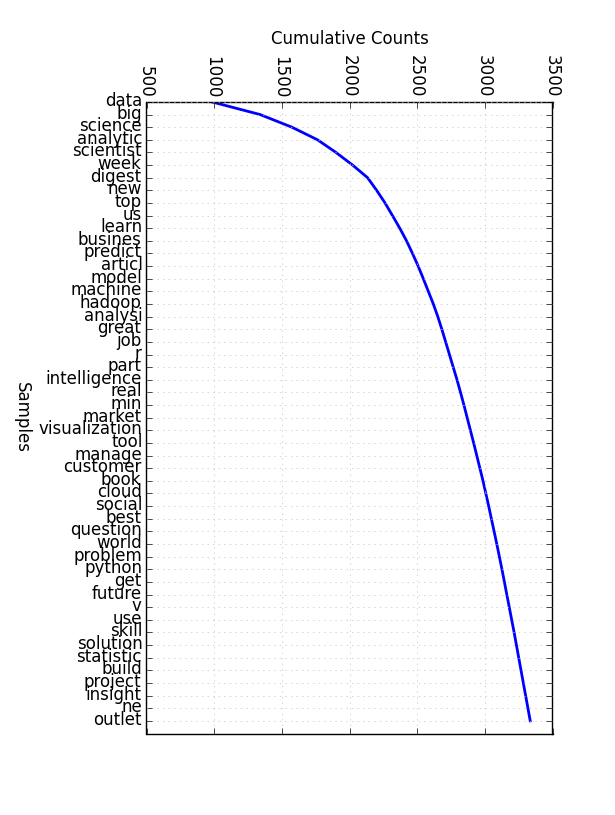 Cumulative Counts
500
1000
1500
2000
2500
3000
3500
data
big
science
analytic
scientist
week
digest
new
top
us
learn
busines
predict
articl
model
machine
hadoop
analysi
great
job
r
part
intelligence
real
min
market
visualization
tool
manage
customer
book
cloud
social
best
question
world
problem
python
get
future
v
use
skill
solution
statistic
build
project
insight
ne
outlet
Samples